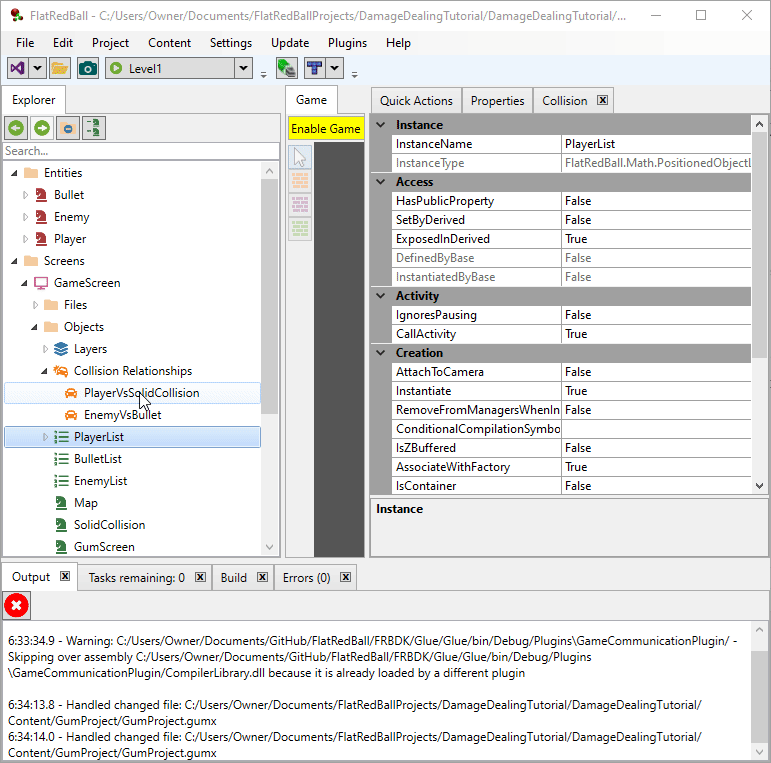 FlatRedBall - C:/Users/Owner/Documents/FlatRedBallProjects/DamageDealingTutorial/DamageDealingTutorial/...
File Edit Project Content Settings Update Plugins Help
Level1
Explorer
Search...
Entities
Bullet
Enemy
Player
Screens
GameScreen
Files
Objects
Layers
Collision Relationships
PlayerVsSolidCollision
EnemyVsBullet
PlayerList
BulletList
EnemyList
Map
SolidCollision
GumScreen
Game
Enable Game
Quick Actions Properties Collision
Instance
InstanceName PlayerList
InstanceType FlatRedBall.Math.PositionedObjectL
Access
HasPublicProperty False
SetByDerived False
ExposedInDerived True
DefinedByBase False
InstantiatedByBase False
Activity
IgnoresPausing False
CallActivity True
Creation
AttachToCamera False
Instantiate True
RemoveFromManagersWhenIn False
ConditionalCompilationSymbo
IsZBuffered False
AssociateWithFactory True
IsContainer False
Instance
Output Tasks remaining: 0 Build Errors (0)
6:33:34.9 - Warning: C:/Users/Owner/Documents/GitHub/FlatRedBall/FRBDK/Glue/Glue/bin/Debug/Plugins\GameCommunicationPlugin/ -
Skipping over assembly C:/Users/Owner/Documents/GitHub/FlatRedBall/FRBDK/Glue/Glue/bin/Debug/Plugins
\GameCommunicationPlugin/CompilerLibrary.dll because it is already loaded by a different plugin
6:34:13.8 - Handled changed file: C:/Users/Owner/Documents/FlatRedBallProjects/DamageDealingTutorial/DamageDealingTutorial/
Content/GumProject/GumProject.gumx
6:34:14.0 - Handled changed file: C:/Users/Owner/Documents/FlatRedBallProjects/DamageDealingTutorial/DamageDealingTutorial/
Content/GumProject/GumProject.gumx